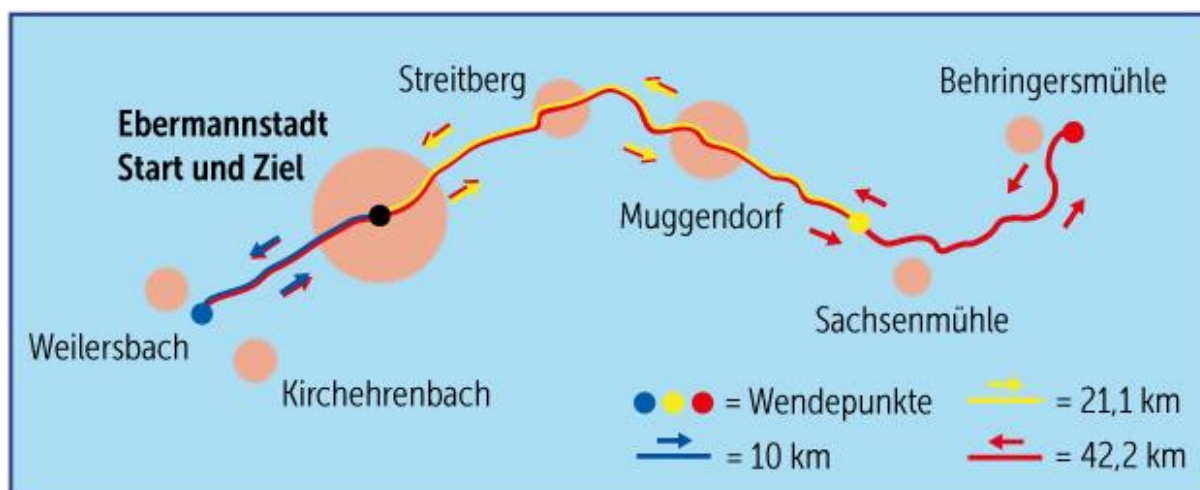 Streitberg
Behringersmühle
Ebermannstadt
Start und Ziel
Muggendorf
Sachsenmühle
Weilersbach
Kirchehrenbach
= Wendepunkte
= 21,1 km
= 10 km
= 42,2 km